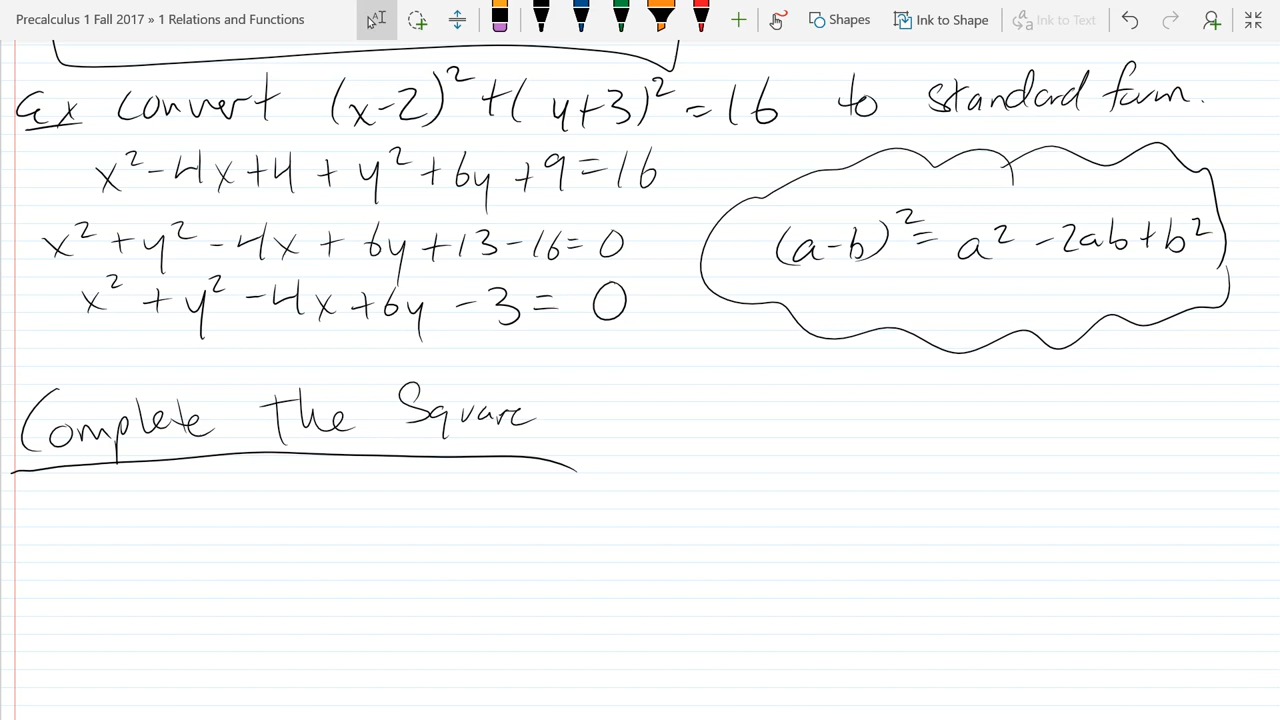 Precalculus 1 Fall 2017 » 1 Relations and Functions
Shapes
Ink to Shape
Ink to Text
Ex convert (x-2)² + (y+3)² = 16 to standard form.
x² - 4x + 4 + y² + 6y + 9 = 16
x² + y² - 4x + 6y + 13 - 16 = 0
x² + y² - 4x + 6y - 3 = 0
(a-b)² = a² - 2ab + b²
Complete the Square